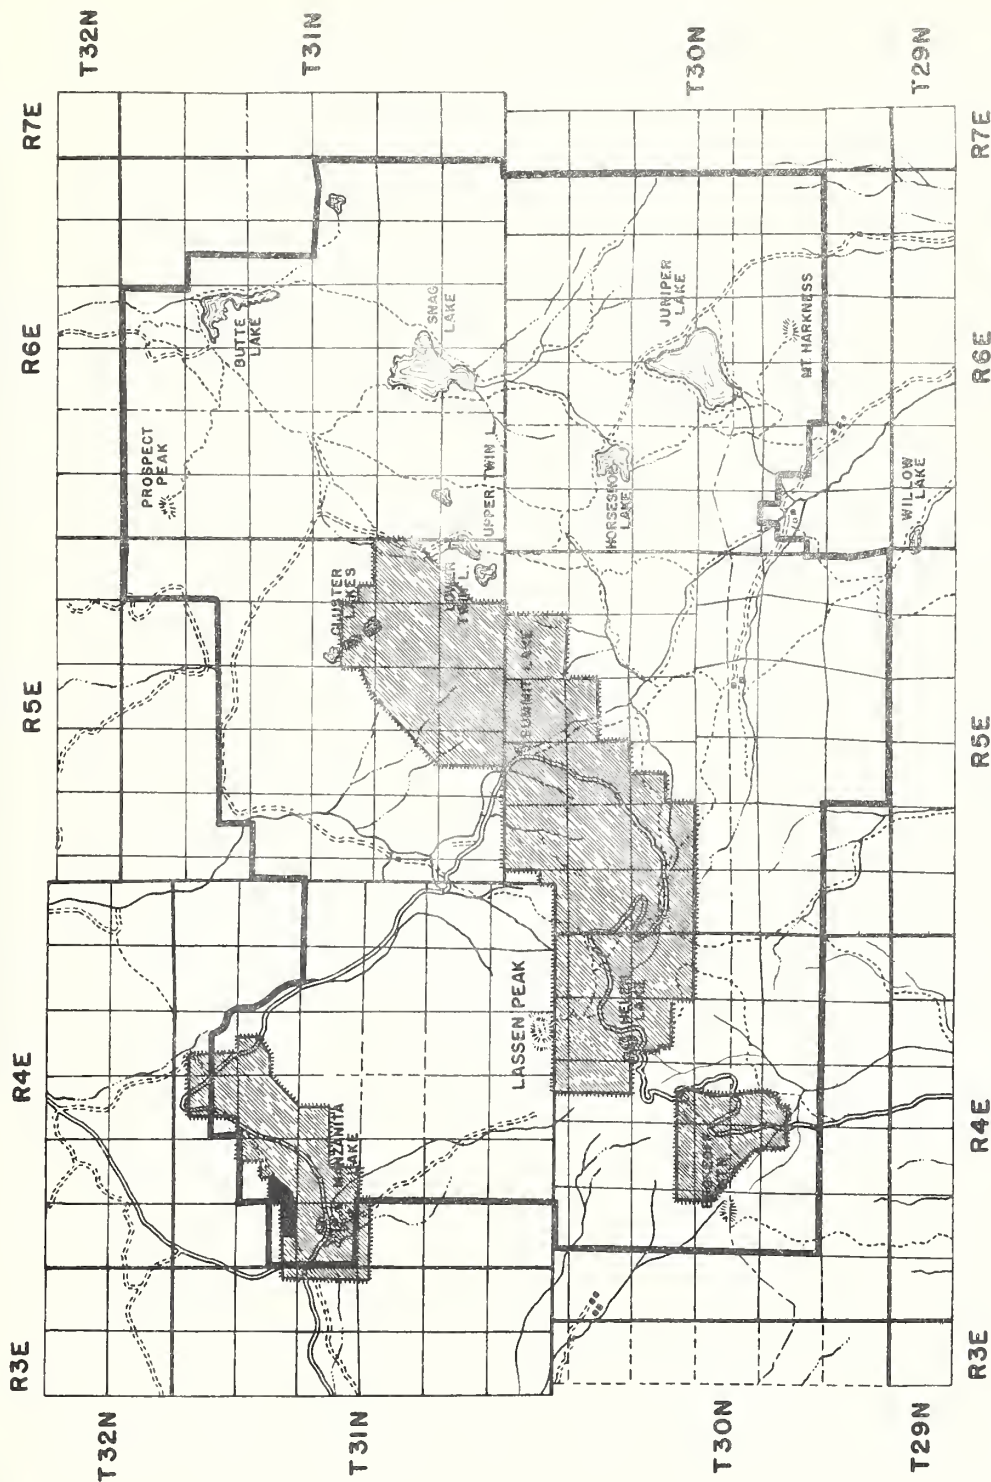 R3E
R4E
R5E
R6E
R7E
T32N
T32N
PROSPECT
PEAK
BUTTE
LAKE
T31N
T31N
MANZANITA
LAKE
CLUSTER
LAKES
SNAG
LAKE
LOWER
TWIN L.
UPPER TWIN L.
LASSEN PEAK
SUMMIT LAKE
HELEN
LAKE
HORSESHOE
LAKE
JUNIPER
LAKE
T30N
T30N
MT HARKNESS
WILLOW
LAKE
T29N
T29N
R3E
R4E
R5E
R6E
R7E